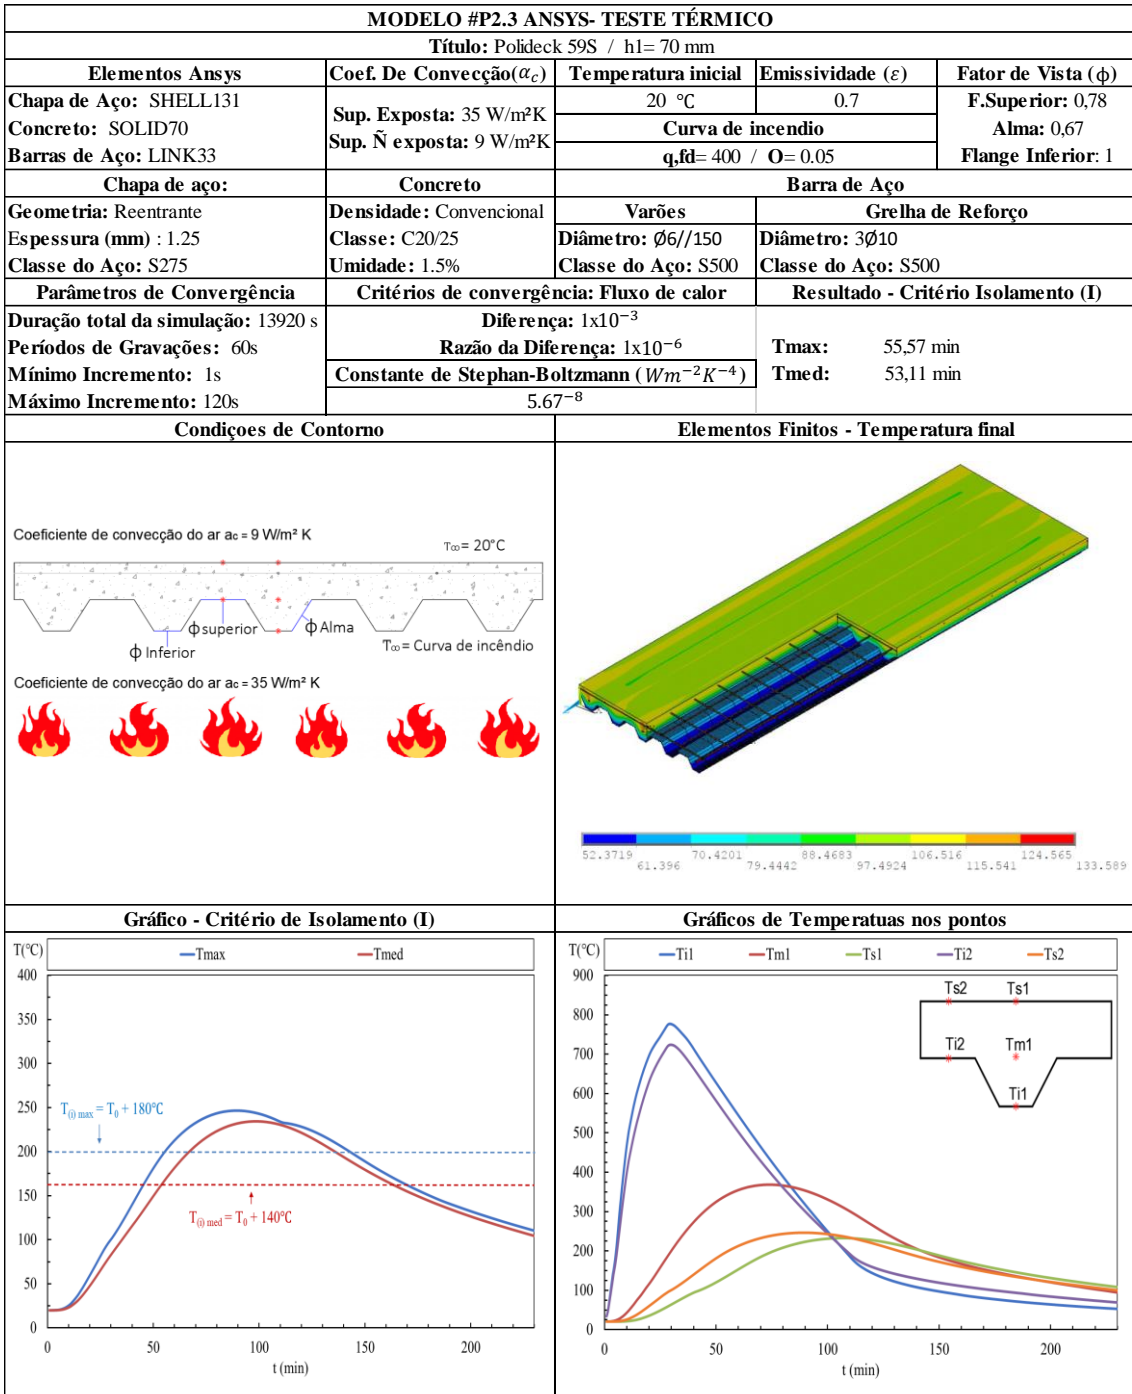 MODELO #P2.3 ANSYS- TESTE TÉRMICO
Título: Polideck 59S / h1= 70 mm
Elementos Ansys
Coef. De Convecção(α_c)
Temperatura inicial
Emissividade (ε)
Fator de Vista (ϕ)
Chapa de Aço: SHELL131
Concreto: SOLID70
Barras de Aço: LINK33
Sup. Exposta: 35 W/m²K
Sup. Ñ exposta: 9 W/m²K
20 °C
0.7
Curva de incendio
q,fd= 400 / O= 0.05
F.Superior: 0,78
Alma: 0,67
Flange Inferior: 1
Chapa de aço:
Concreto
Barra de Aço
Geometria: Reentrante
Espessura (mm) : 1.25
Classe do Aço: S275
Densidade: Convencional
Classe: C20/25
Umidade: 1.5%
Varões
Diâmetro: Ø6//150
Classe do Aço: S500
Grelha de Reforço
Diâmetro: 3Ø10
Classe do Aço: S500
Parâmetros de Convergência
Critérios de convergência: Fluxo de calor
Resultado - Critério Isolamento (I)
Duração total da simulação: 13920 s
Períodos de Gravações: 60s
Mínimo Incremento: 1s
Máximo Incremento: 120s
Diferença: 1x10⁻³
Razão da Diferença: 1x10⁻⁶
Constante de Stephan-Boltzmann (Wm⁻²K⁻⁴)
5.67⁻⁸
Tmax: 55,57 min
Tmed: 53,11 min
Condiçoes de Contorno
Elementos Finitos - Temperatura final
Coeficiente de convecção do ar ac = 9 W/m² K
T∞= 20°C
ϕ superior
ϕ Alma
ϕ Inferior
T∞= Curva de incêndio
Coeficiente de convecção do ar ac = 35 W/m² K
52.3719 70.4201 88.4683 106.516 124.565
61.396 79.4442 97.4924 115.541 133.589
Gráfico - Critério de Isolamento (I)
Gráficos de Temperatuas nos pontos
T(°C)
Tmax Tmed
400
350
300
250
200
150
100
50
0
T(i) max = T0 + 180°C
T(i) med = T0 + 140°C
0 50 100 150 200
t (min)
T(°C)
Ti1 Tm1 Ts1 Ti2 Ts2
900
800
700
600
500
400
300
200
100
0
Ts2 Ts1
Ti2 Tm1
Ti1
0 50 100 150 200
t (min)